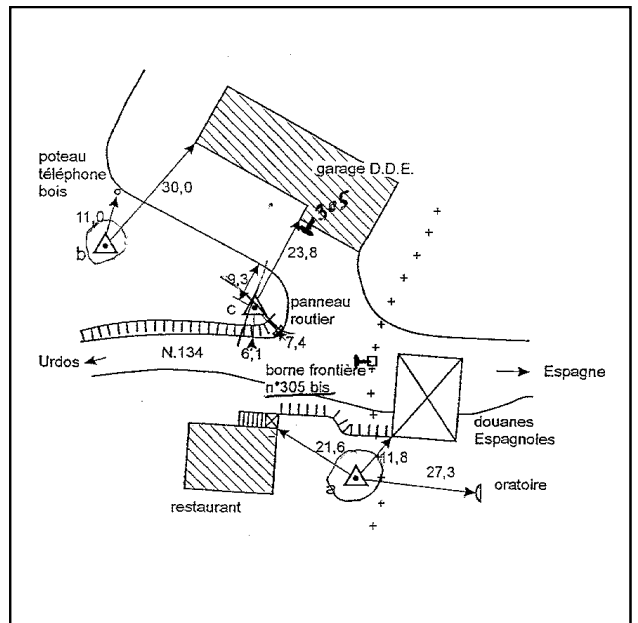 garage D.D.E.
poteau
téléphone
bois
30,0
11,0
b
305
23,8
9,3
c
panneau
routier
7,4
6,1
N.134
Urdos
borne frontière
n°305 bis
Espagne
douanes
Espagnoles
21,6
11,8
27,3
a
oratoire
restaurant